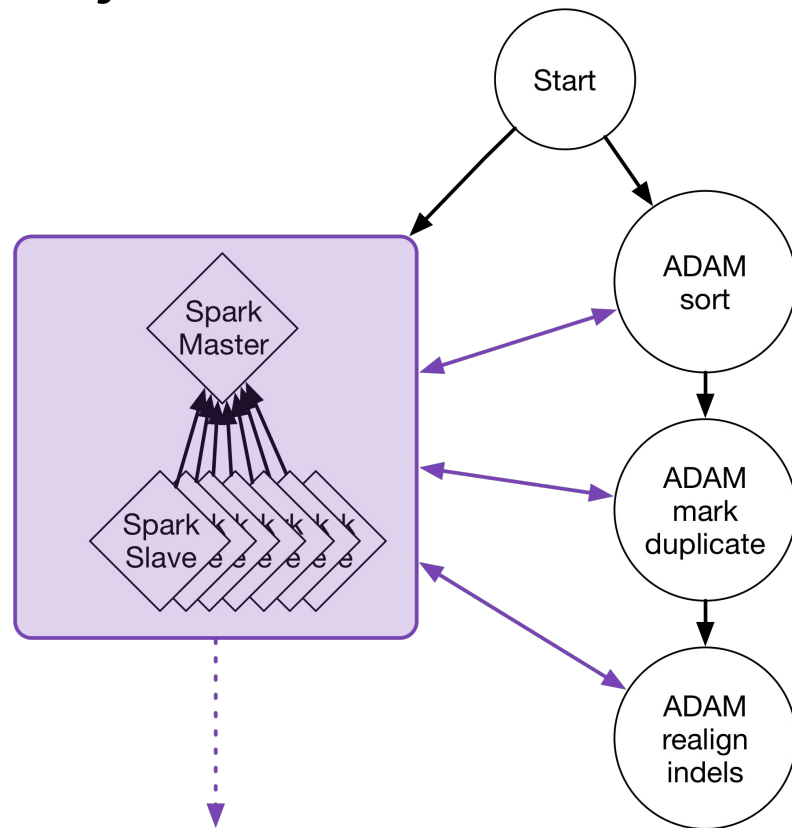 Start
ADAM
sort
Spark
Master
ADAM
mark
duplicate
Spark
Slave
ADAM
realign
indels